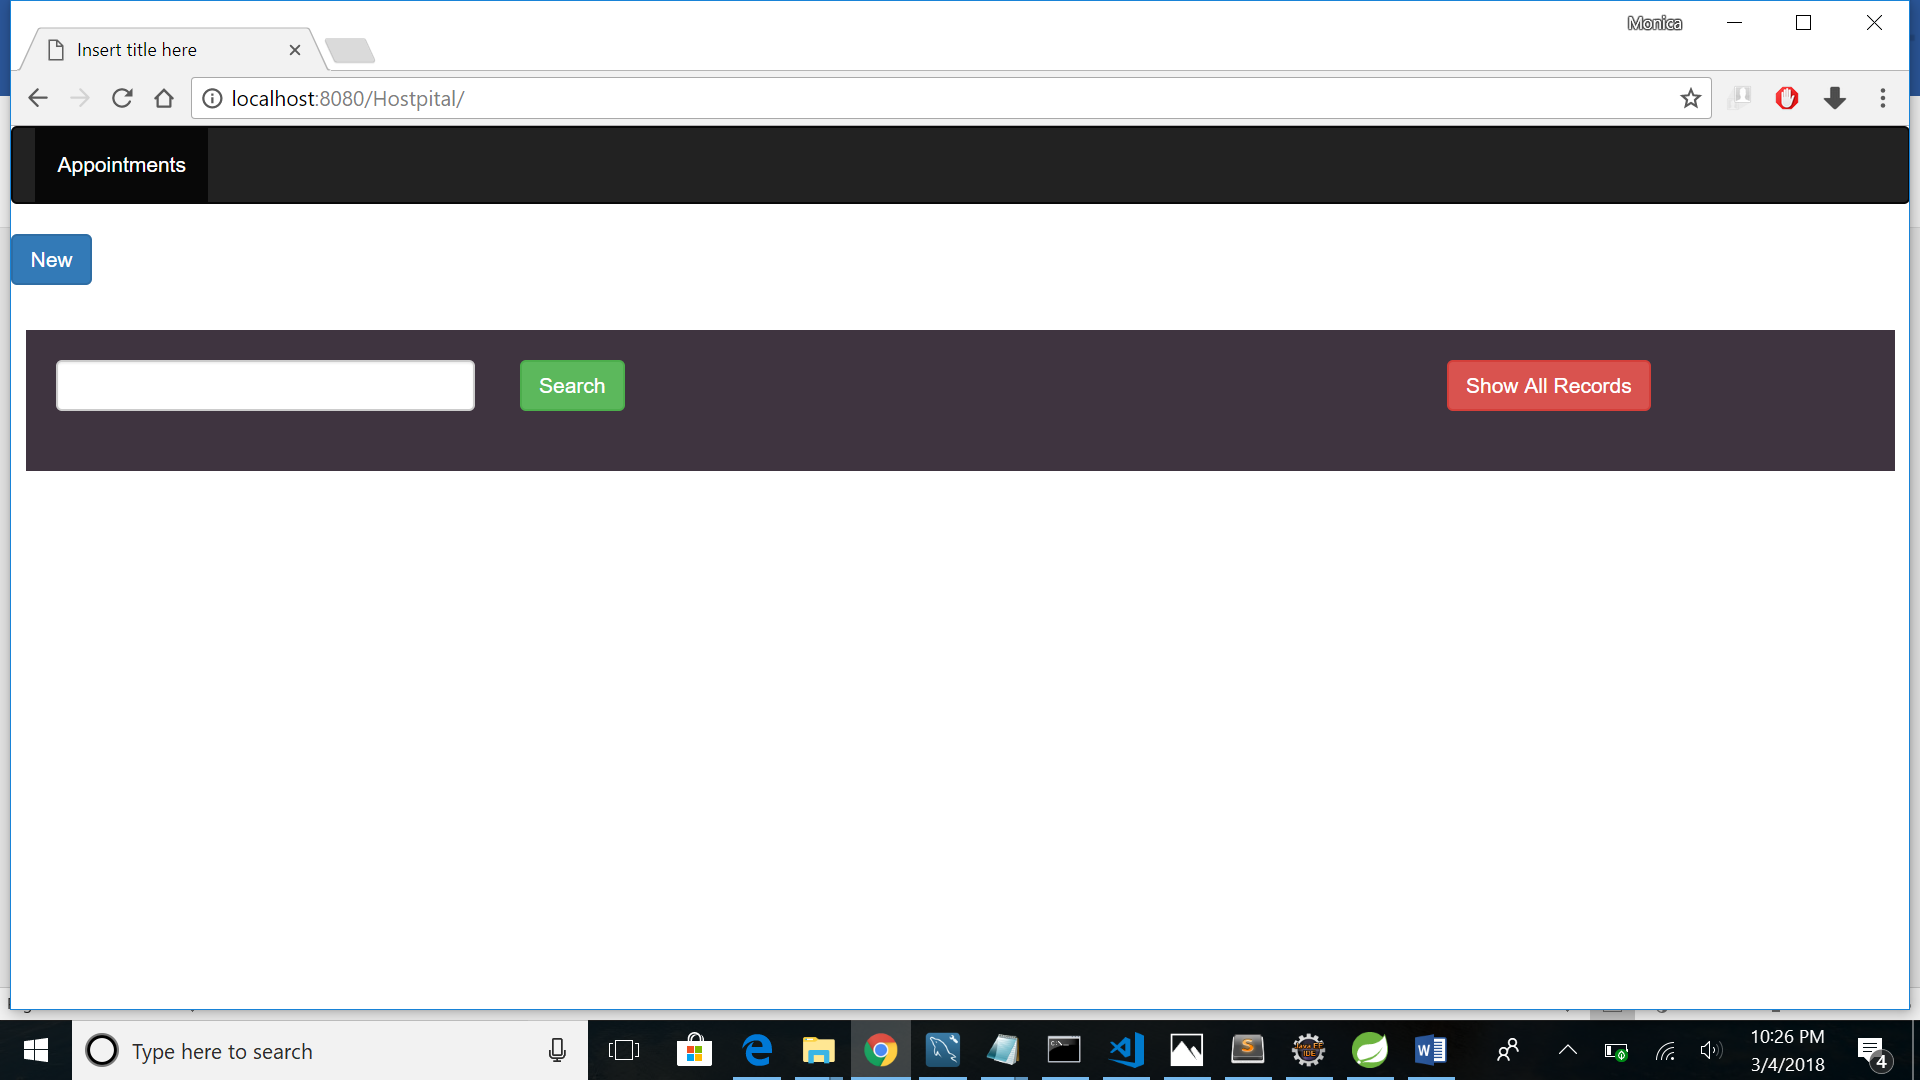 Monica
Insert title here
localhost:8080/Hostpital/
Appointments
New
Search
Show All Records
Type here to search
10:26 PM
3/4/2018
4